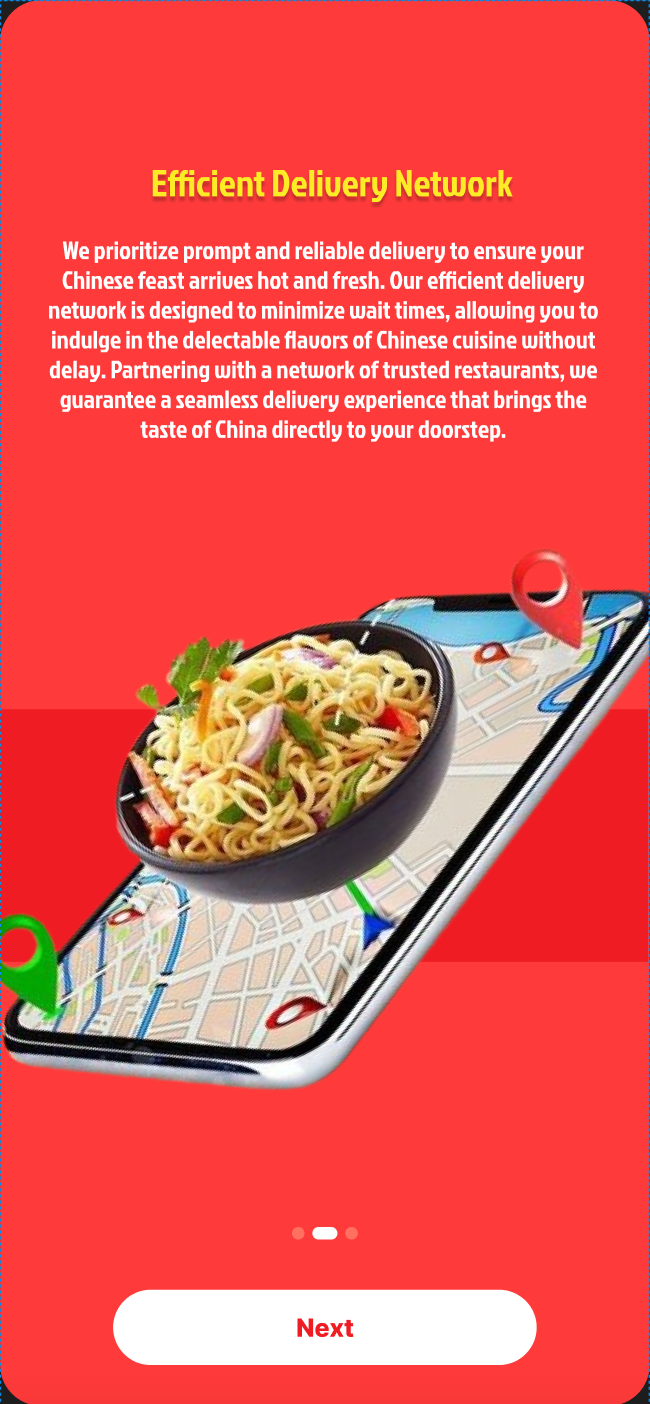 Efficient Delivery Network
We prioritize prompt and reliable delivery to ensure your
Chinese feast arrives hot and fresh. Our efficient delivery
network is designed to minimize wait times, allowing you to
indulge in the delectable flavors of Chinese cuisine without
delay. Partnering with a network of trusted restaurants, we
guarantee a seamless delivery experience that brings the
taste of China directly to your doorstep.
Next